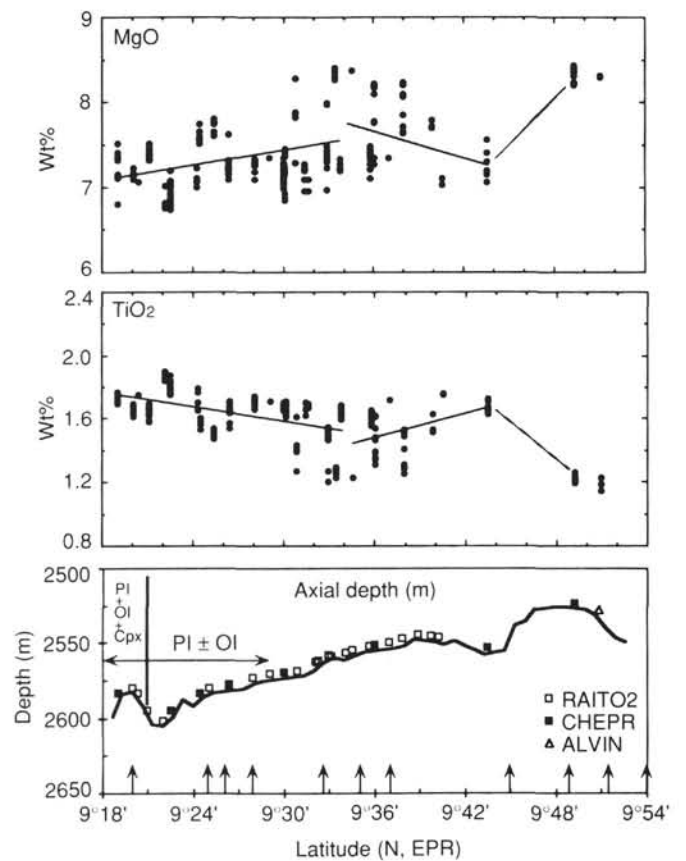 9
MgO
8
Wt%
7
6
2.4
TiO2
2.0
Wt%
1.6
1.2
0.8
2500
Axial depth (m)
Pl
+
Ol
+
Cpx
Pl ± Ol
2550
Depth (m)
2600
2650
□ RAITO2
■ CHEPR
△ ALVIN
9°18' 9°24' 9°30' 9°36' 9°42' 9°48' 9°54'
Latitude (N, EPR)